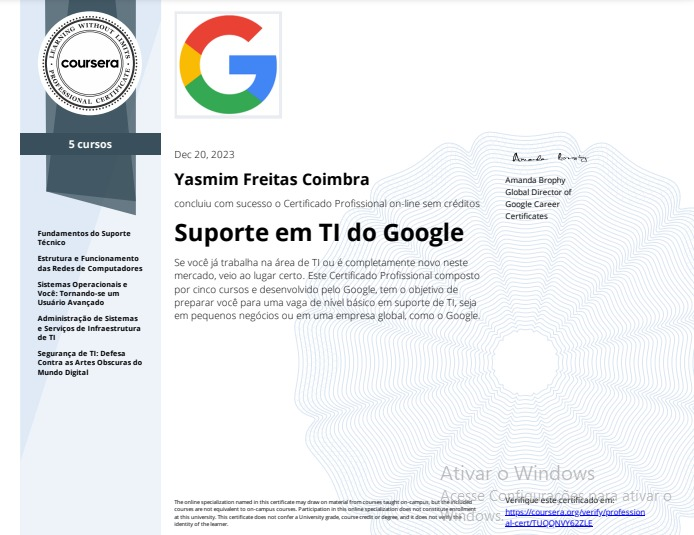 LEARNING WITHOUT LIMITS
coursera
PROFESSIONAL CERTIFICATE
5 cursos
Fundamentos do Suporte
Técnico
Estrutura e Funcionamento
das Redes de Computadores
Sistemas Operacionais e
Você: Tornando-se um
Usuário Avançado
Administração de Sistemas
e Serviços de Infraestrutura
de TI
Segurança de TI: Defesa
Contra as Artes Obscuras do
Mundo Digital
G
Dec 20, 2023
Yasmim Freitas Coimbra
concluiu com sucesso o Certificado Profissional on-line sem créditos
Suporte em TI do Google
Se você já trabalha na área de TI ou é completamente novo neste
mercado, veio ao lugar certo. Este Certificado Profissional composto
por cinco cursos e desenvolvido pelo Google, tem o objetivo de
preparar você para uma vaga de nível básico em suporte de TI, seja
em pequenos negócios ou em uma empresa global, como o Google.
Amanda Brophy
Global Director of
Google Career
Certificates
The online specialization named in this certificate may draw on material from courses taught on-campus, but the included
courses are not equivalent to on-campus courses. Participation in this online specialization does not constitute enrollment
at this university. This certificate does not confer a University grade, course credit or degree, and it does not verify the
identity of the learner.
Ativar o Windows
Acesse Configurações para ativar o
Windows.
Verifique este certificado em:
https://coursera.org/verify/profession
al-cert/TUQQNVY62ZLE